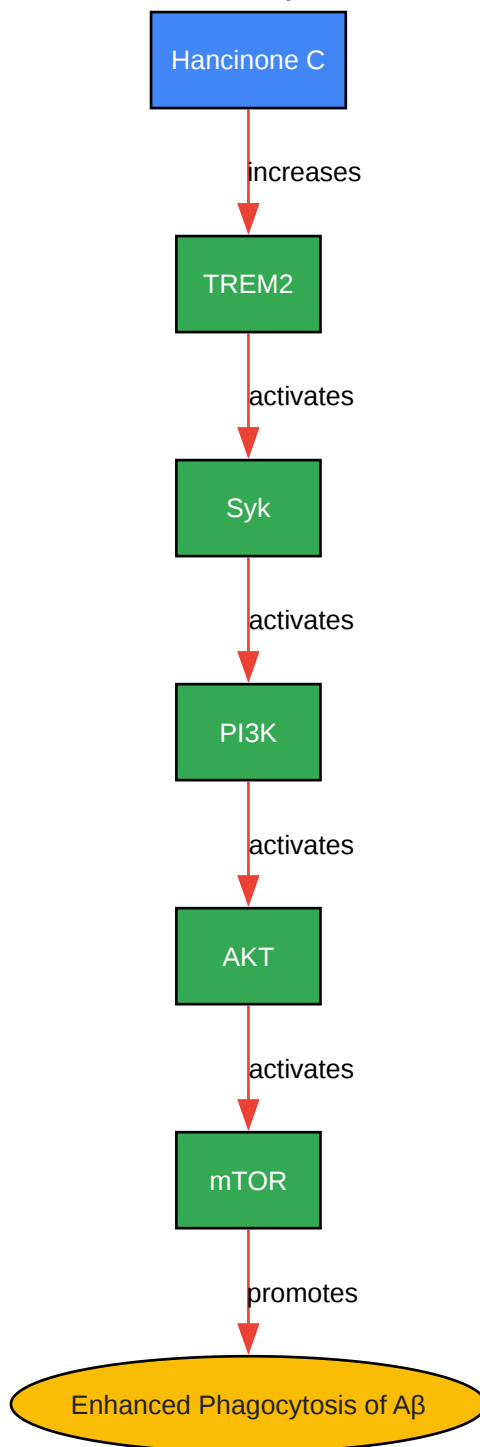 Hancinone C
increases
TREM2
activates
Syk
activates
PI3K
activates
AKT
activates
mTOR
promotes
Enhanced Phagocytosis of Aβ